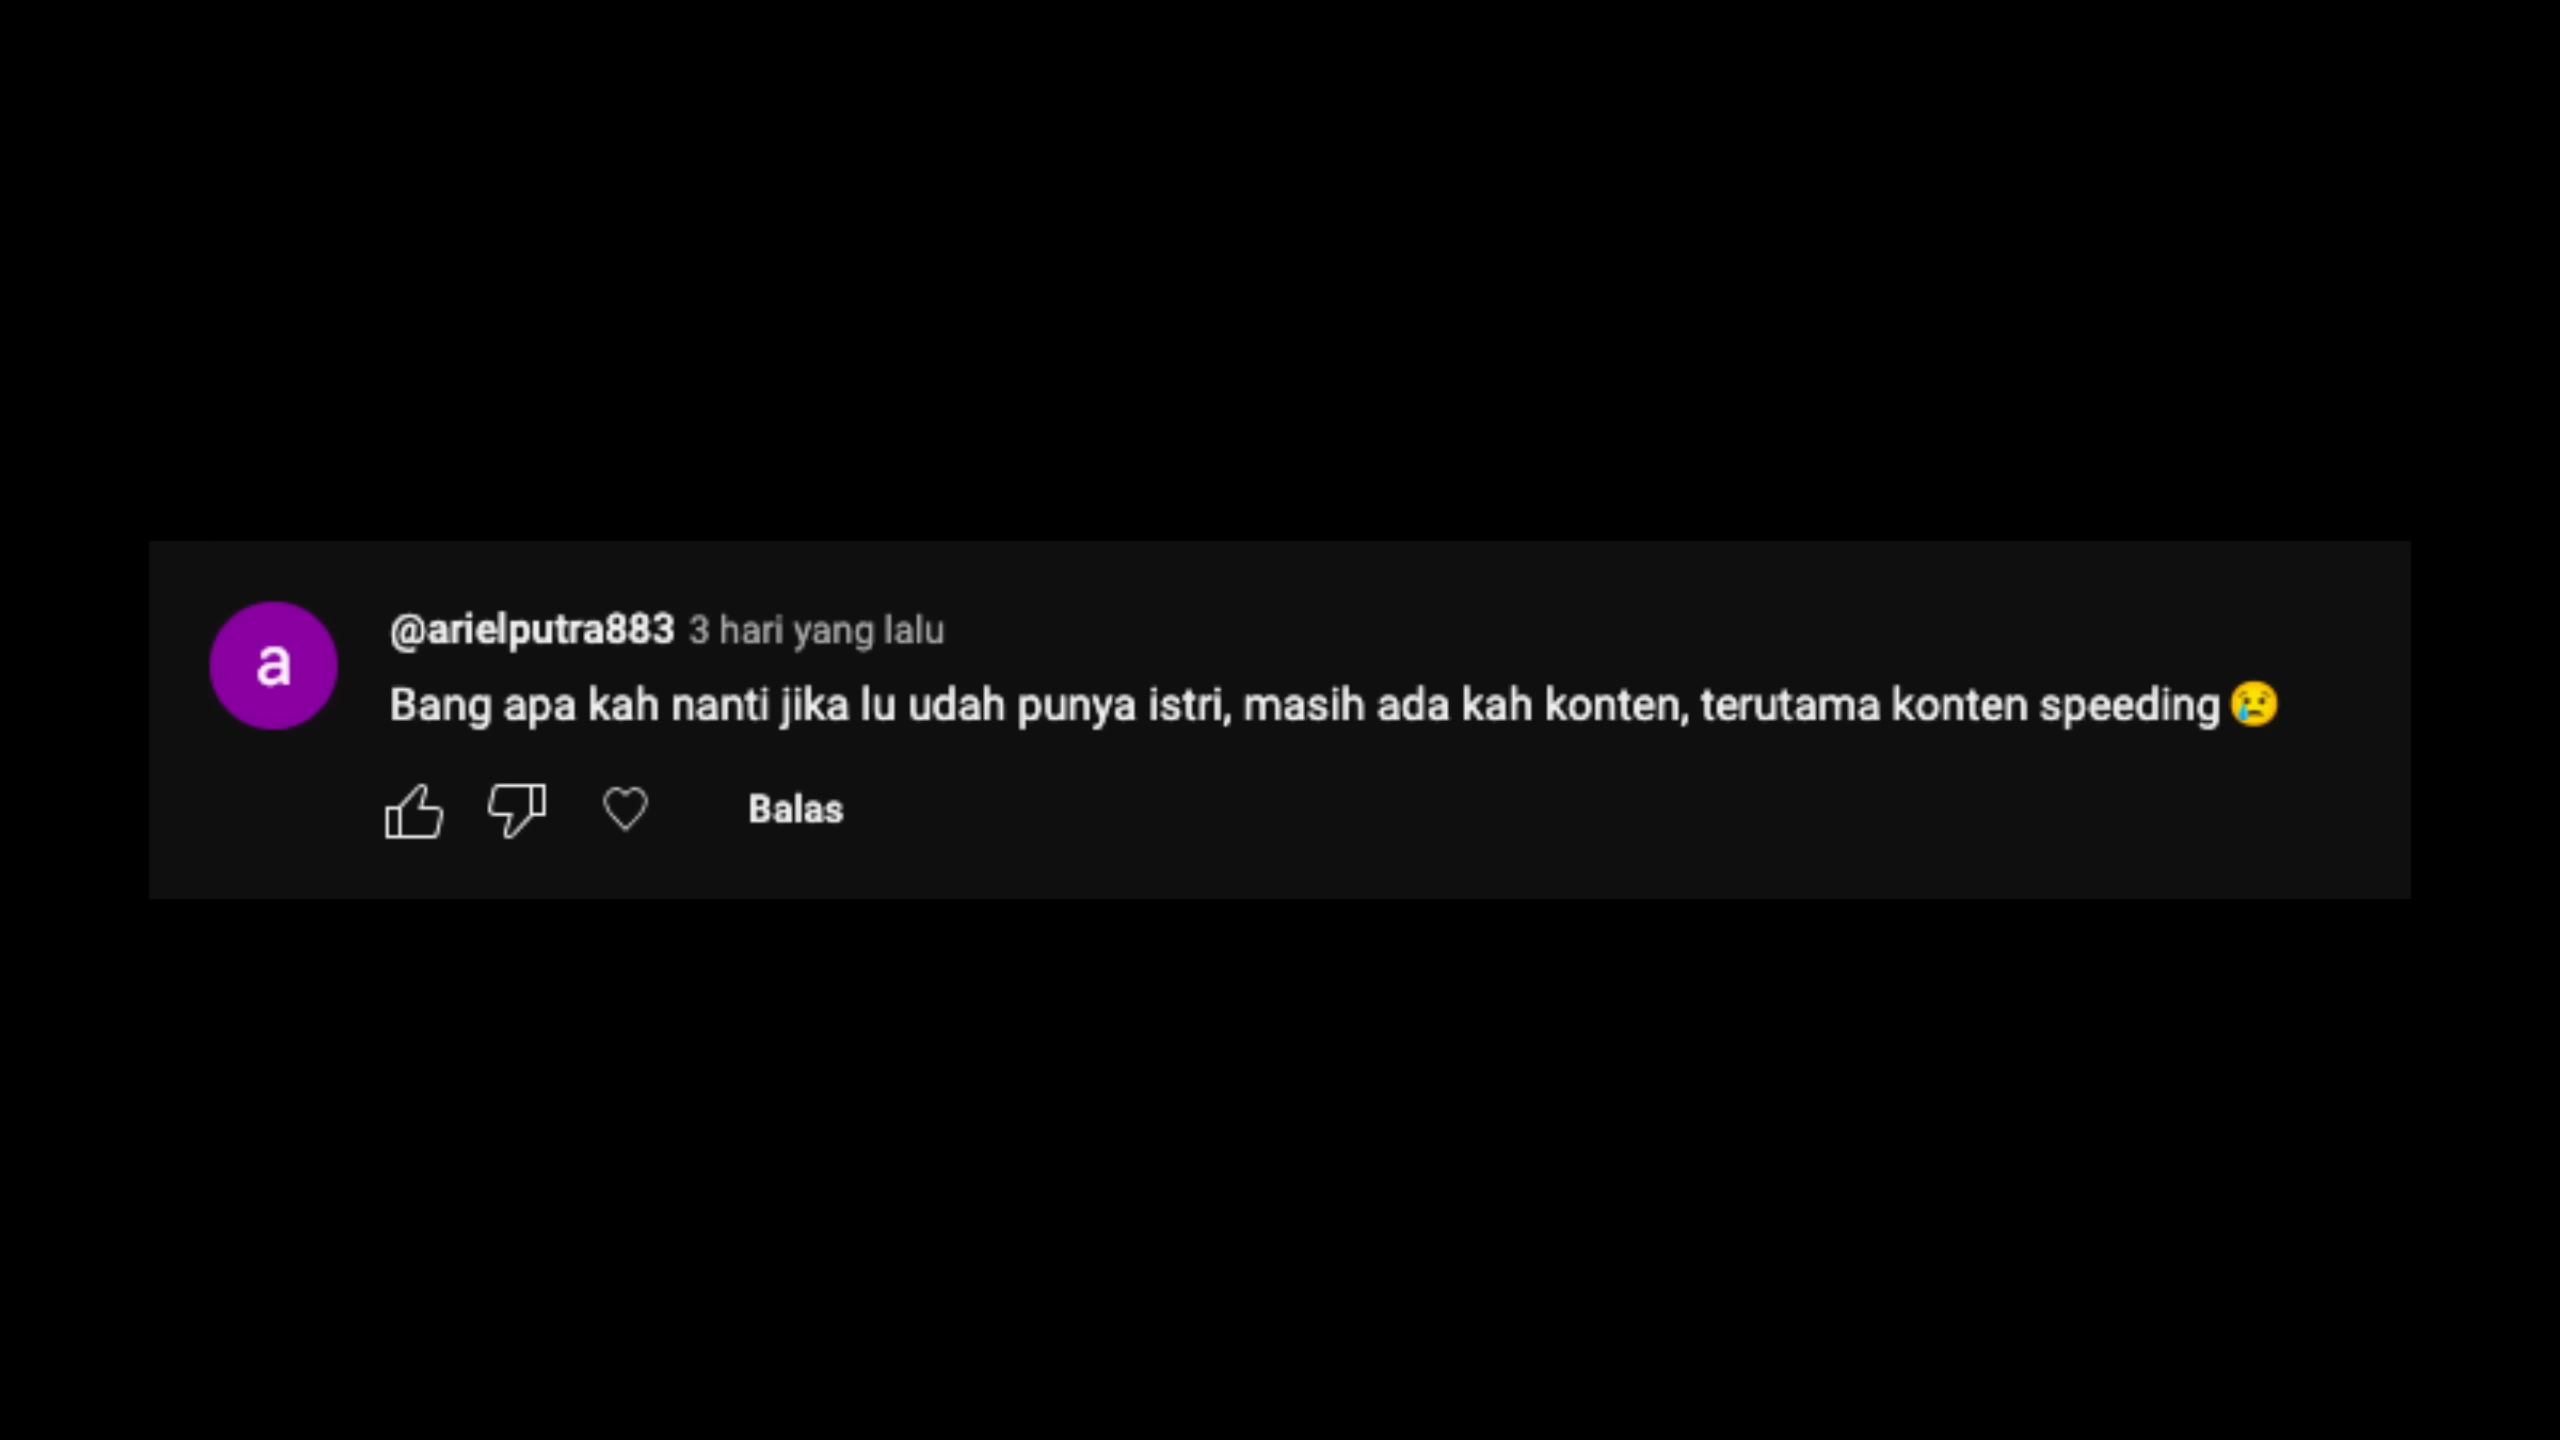 a
@arielputra883 3 hari yang lalu
Bang apa kah nanti jika lu udah punya istri, masih ada kah konten, terutama konten speeding😢
Balas